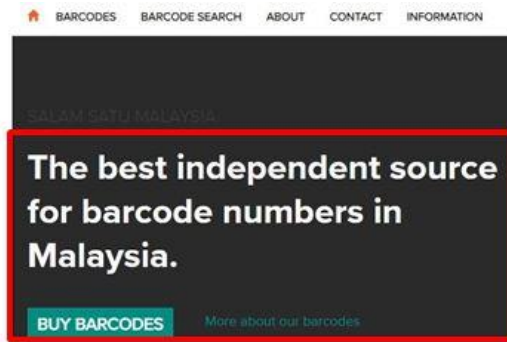 BARCODES BARCODE SEARCH ABOUT CONTACT INFORMATION
SALAM SATU MALAYSIA.
The best independent source
for barcode numbers in
Malaysia.
BUY BARCODES More about our barcodes